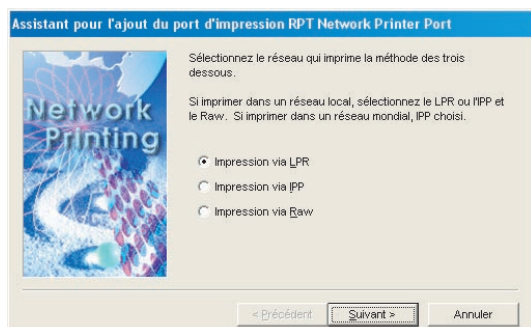 Assistant pour l'ajout du port d'impression RPT Network Printer Port
Network
Printing
Sélectionnez le réseau qui imprime la méthode des trois
dessous.
Si imprimer dans un réseau local, sélectionnez le LPR ou l'IPP et
le Raw. Si imprimer dans un réseau mondial, IPP choisi.
Impression via LPR
Impression via IPP
Impression via Raw
< Précédent
Suivant >
Annuler